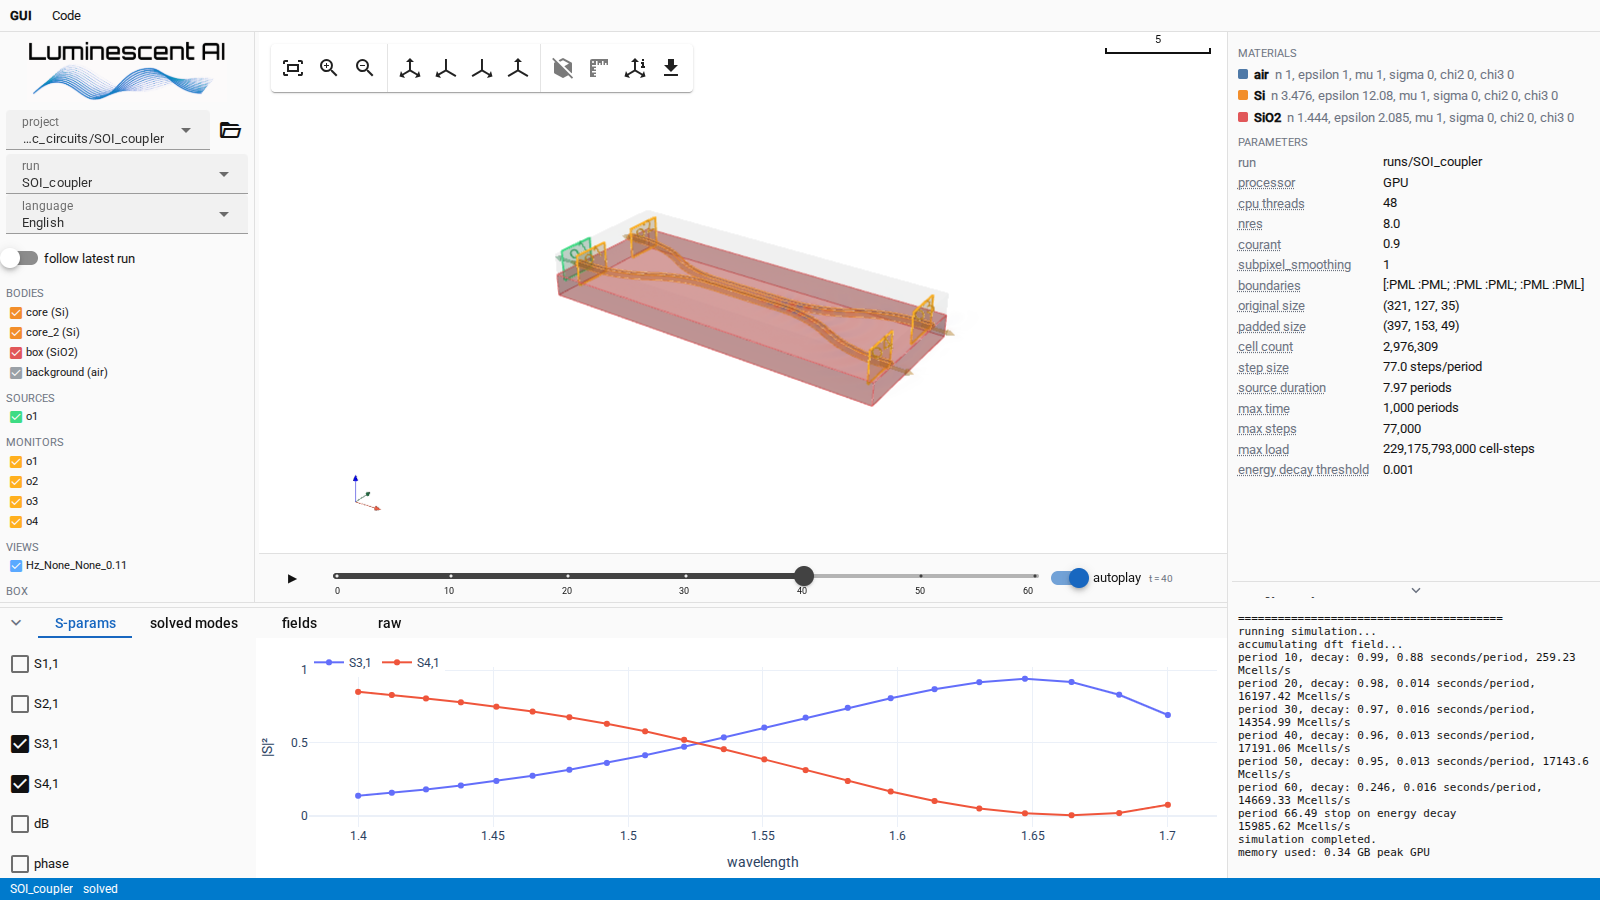 GUI Code
Luminescent AI
project
...c_circuits/SOI_coupler
run
SOI_coupler
language
English
follow latest run
BODIES
core (Si)
core_2 (Si)
box (SiO2)
background (air)
SOURCES
o1
MONITORS
o1
o2
o3
o4
VIEWS
Hz_None_None_0.11
BOX
5
0 10 20 30 40 50 60
autoplay t = 40
S-params solved modes fields raw
S1,1
S2,1
S3,1
S4,1
dB
phase
S3,1 S4,1
1
0.5
0
|S|²
1.4 1.45 1.5 1.55 1.6 1.65 1.7
wavelength
MATERIALS
air n 1, epsilon 1, mu 1, sigma 0, chi2 0, chi3 0
Si n 3.476, epsilon 12.08, mu 1, sigma 0, chi2 0, chi3 0
SiO2 n 1.444, epsilon 2.085, mu 1, sigma 0, chi2 0, chi3 0
PARAMETERS
run runs/SOI_coupler
processor GPU
cpu threads 48
nres 8.0
courant 0.9
subpixel_smoothing 1
boundaries [:PML :PML; :PML :PML; :PML :PML]
original size (321, 127, 35)
padded size (397, 153, 49)
cell count 2,976,309
step size 77.0 steps/period
source duration 7.97 periods
max time 1,000 periods
max steps 77,000
max load 229,175,793,000 cell-steps
energy decay threshold 0.001
========================================
running simulation...
accumulating dft field...
period 10, decay: 0.99, 0.88 seconds/period, 259.23
Mcells/s
period 20, decay: 0.98, 0.014 seconds/period,
16197.42 Mcells/s
period 30, decay: 0.97, 0.016 seconds/period,
14354.99 Mcells/s
period 40, decay: 0.96, 0.013 seconds/period,
17191.06 Mcells/s
period 50, decay: 0.95, 0.013 seconds/period, 17143.6
Mcells/s
period 60, decay: 0.246, 0.016 seconds/period,
14669.33 Mcells/s
period 66.49 stop on energy decay
15985.62 Mcells/s
simulation completed.
memory used: 0.34 GB peak GPU
SOI_coupler solved